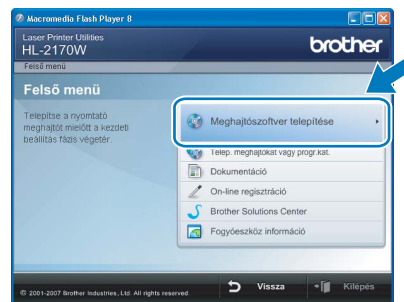 Macromedia Flash Player 8
Laser Printer Utilities
HL-2170W
brother
Felső menü
Felső menü
Telepítse a nyomtató
meghajtót mielőtt a kezdeti
beállítás fázis végetér.
Meghajtószoftver telepítése
Telep. meghajtókat vagy progr.kat.
Dokumentáció
On-line regisztráció
Brother Solutions Center
Fogyóeszköz információ
© 2001-2007 Brother Industries, Ltd. All rights reserved.
Vissza
Kilépés